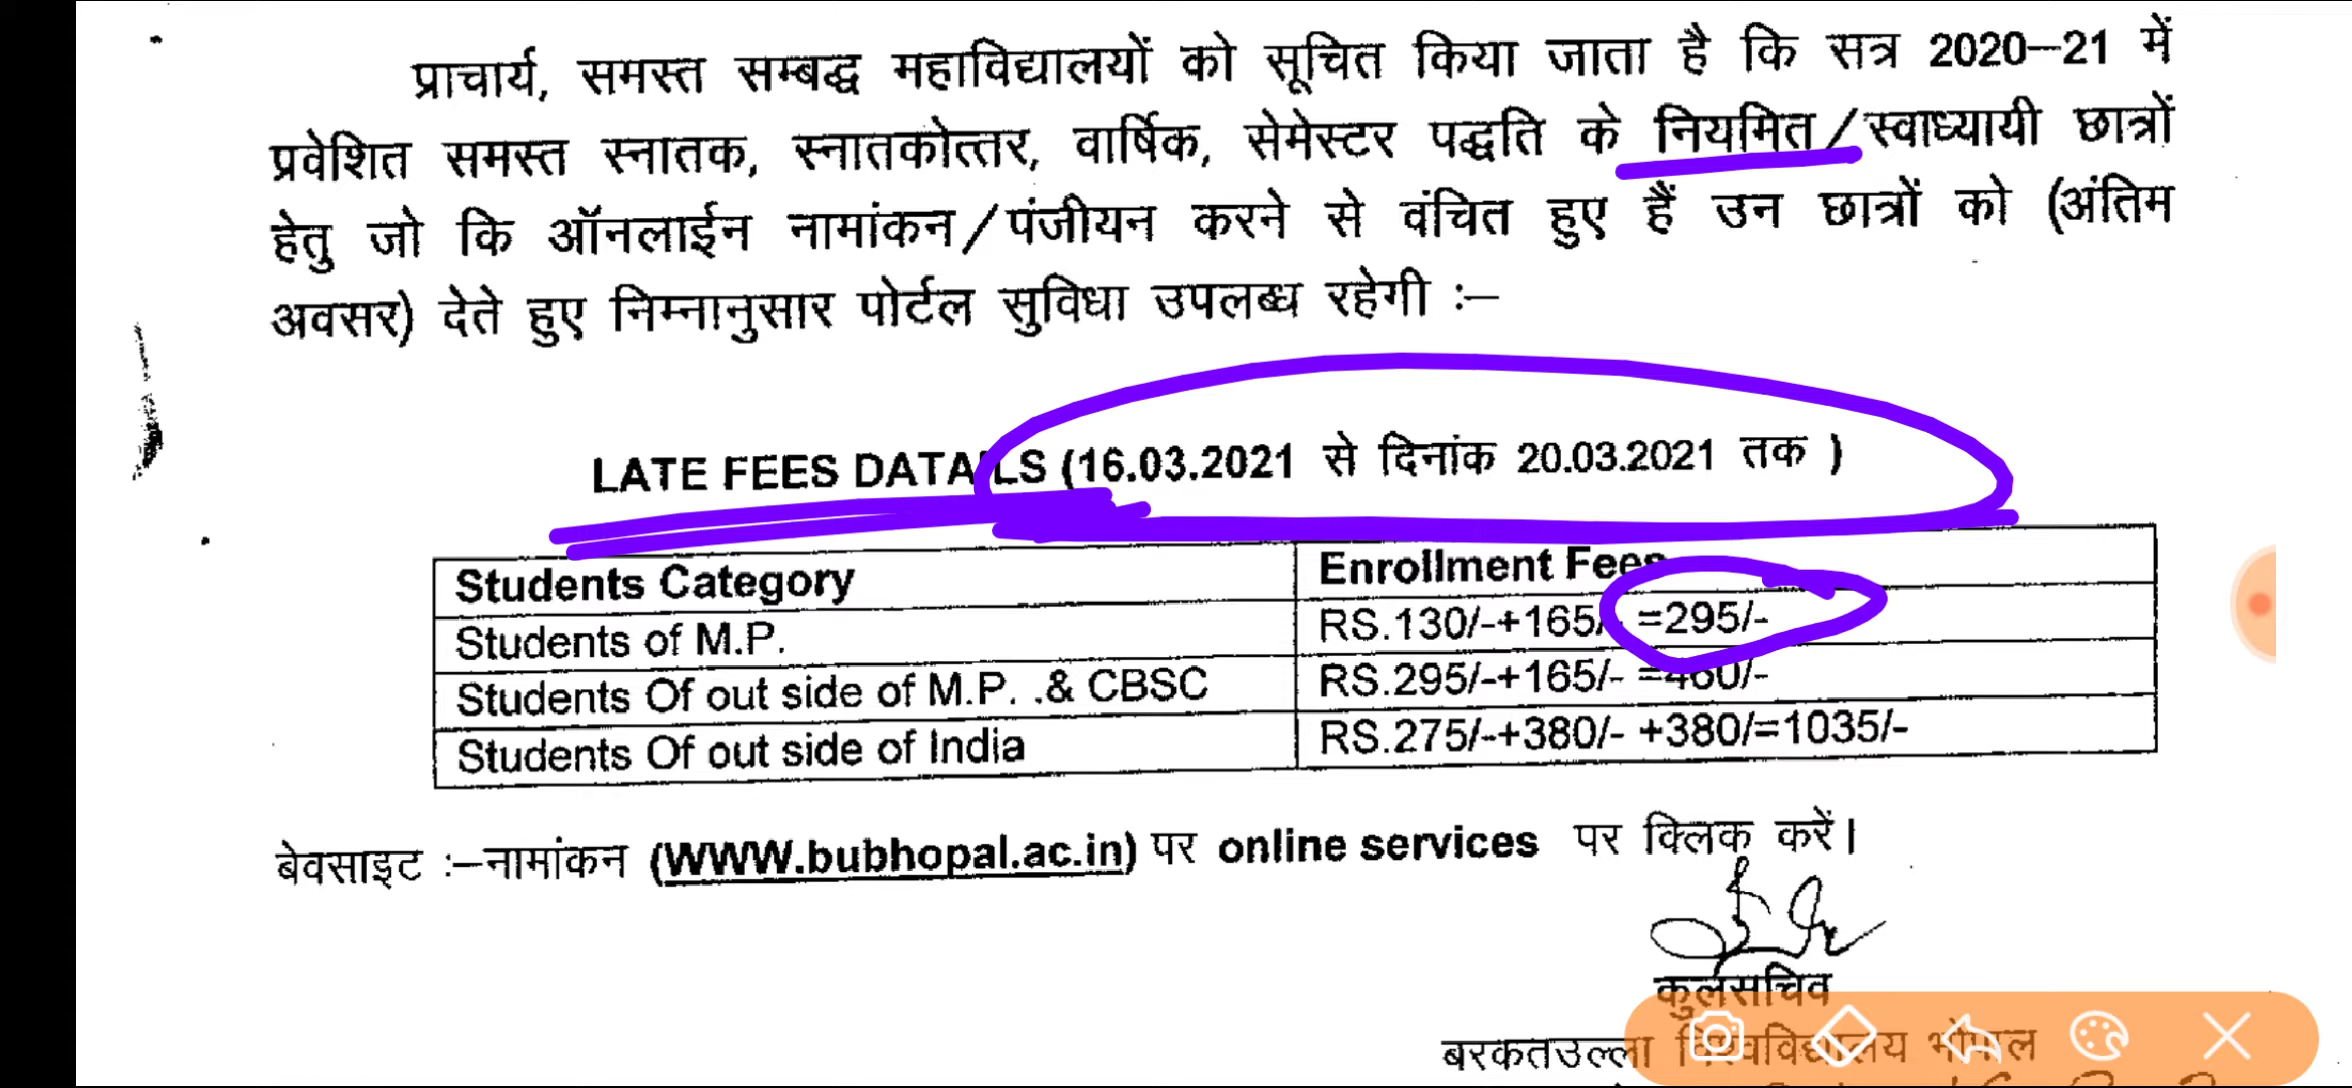 प्राचार्य, समस्त सम्बद्ध महाविद्यालयों को सूचित किया जाता है कि सत्र 2020–21 में
प्रवेशित समस्त स्नातक, स्नातकोत्तर, वार्षिक, सेमेस्टर पद्धति के नियमित/स्वाध्यायी छात्रों
हेतु जो कि ऑनलाईन नामांकन/पंजीयन करने से वंचित हुए हैं उन छात्रों को (अंतिम
अवसर) देते हुए निम्नानुसार पोर्टल सुविधा उपलब्ध रहेगी :–
LATE FEES DATAILS (16.03.2021 से दिनांक 20.03.2021 तक )
Students Category Enrollment Fees
Students of M.P. RS.130/-+165/- =295/-
Students Of out side of M.P. .& CBSC RS.295/-+165/- =460/-
Students Of out side of India RS.275/-+380/- +380/=1035/-
बेवसाइट :–नामांकन (WWW.bubhopal.ac.in) पर online services पर क्लिक करें।
कुलसचिव
बरकतउल्ला विश्वविद्यालय भोपाल